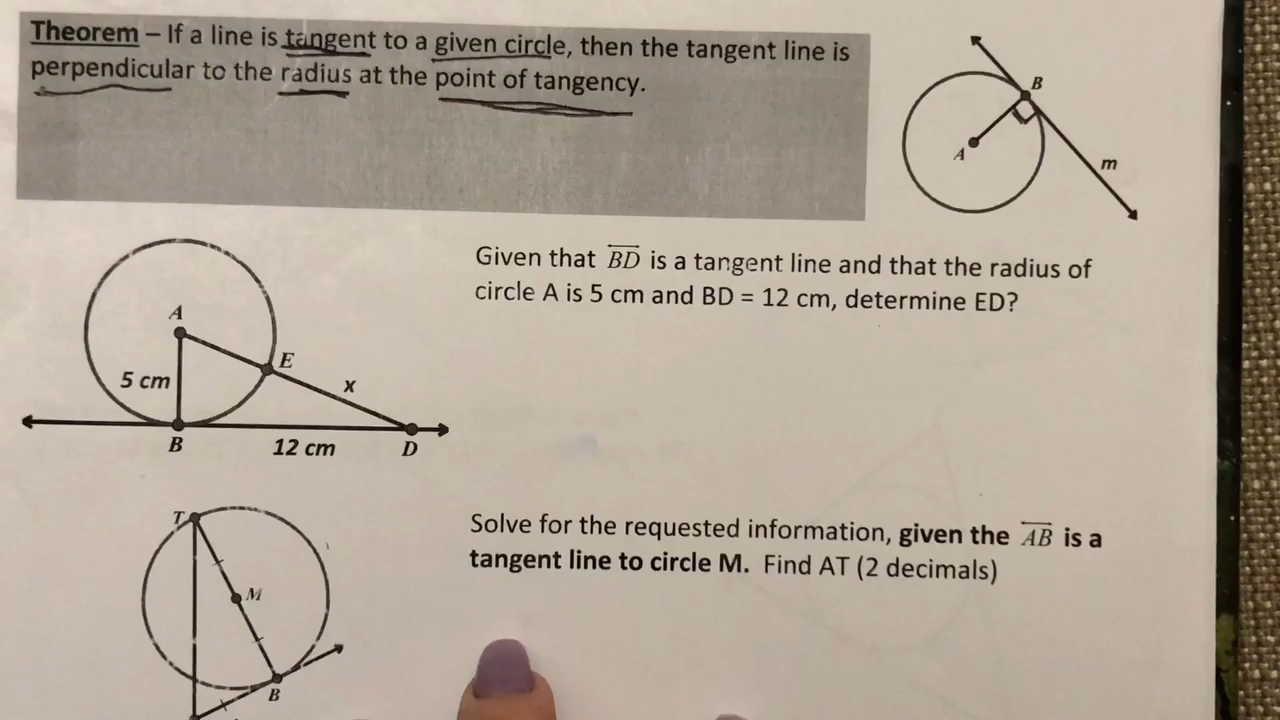 Theorem – If a line is tangent to a given circle, then the tangent line is
perpendicular to the radius at the point of tangency.
B
A
m
Given that BD is a tangent line and that the radius of
circle A is 5 cm and BD = 12 cm, determine ED?
A
E
5 cm
x
B
12 cm
D
Solve for the requested information, given the AB is a
tangent line to circle M. Find AT (2 decimals)
T
M
B